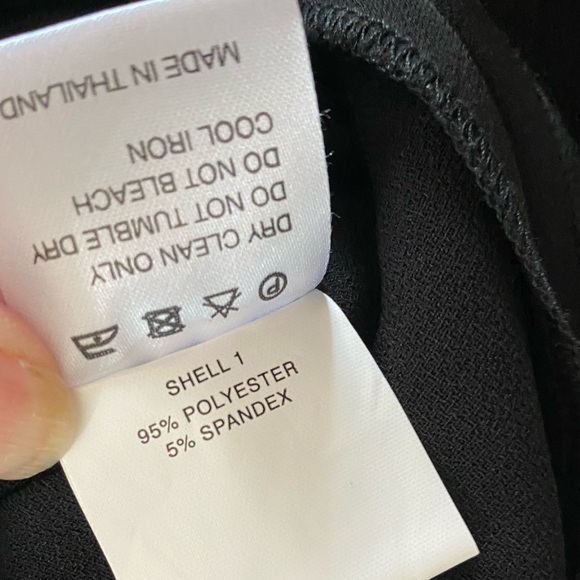 DRY CLEAN ONLY
DO NOT TUMBLE DRY
DO NOT BLEACH
COOL IRON
MADE IN THAILAND
SHELL 1
95% POLYESTER
5% SPANDEX